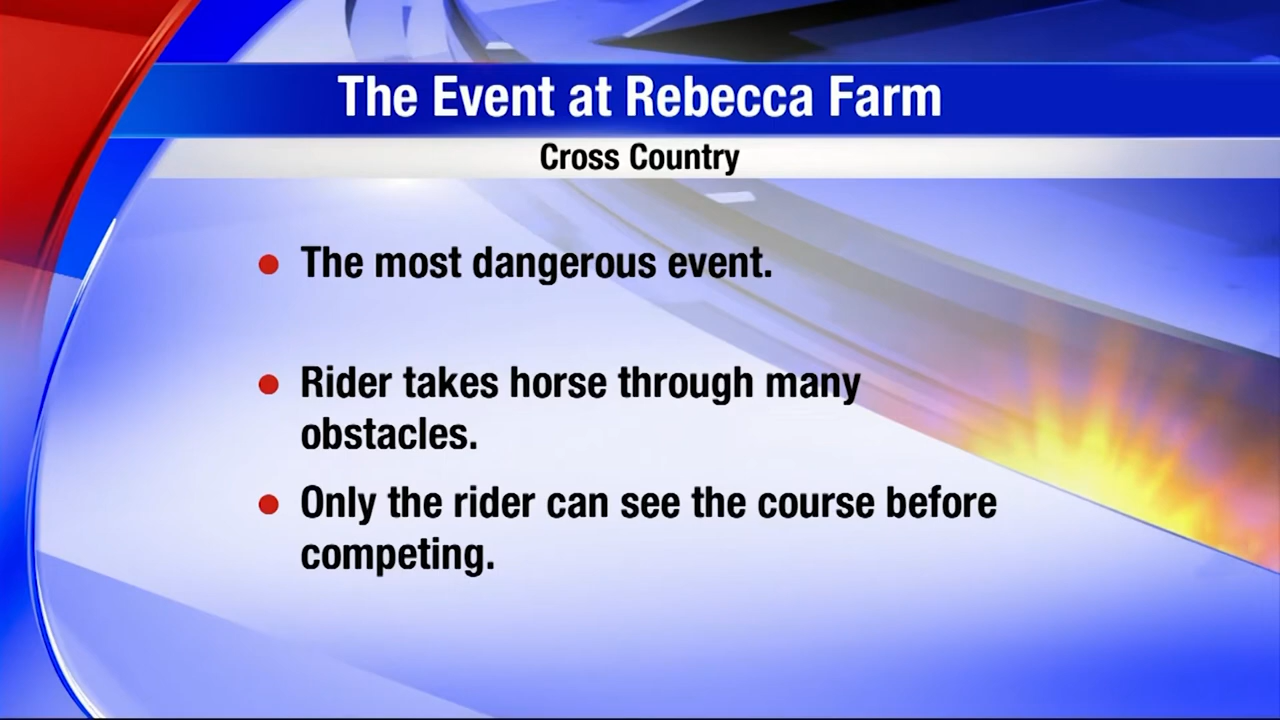 The Event at Rebecca Farm
Cross Country
• The most dangerous event.
• Rider takes horse through many
obstacles.
• Only the rider can see the course before
competing.